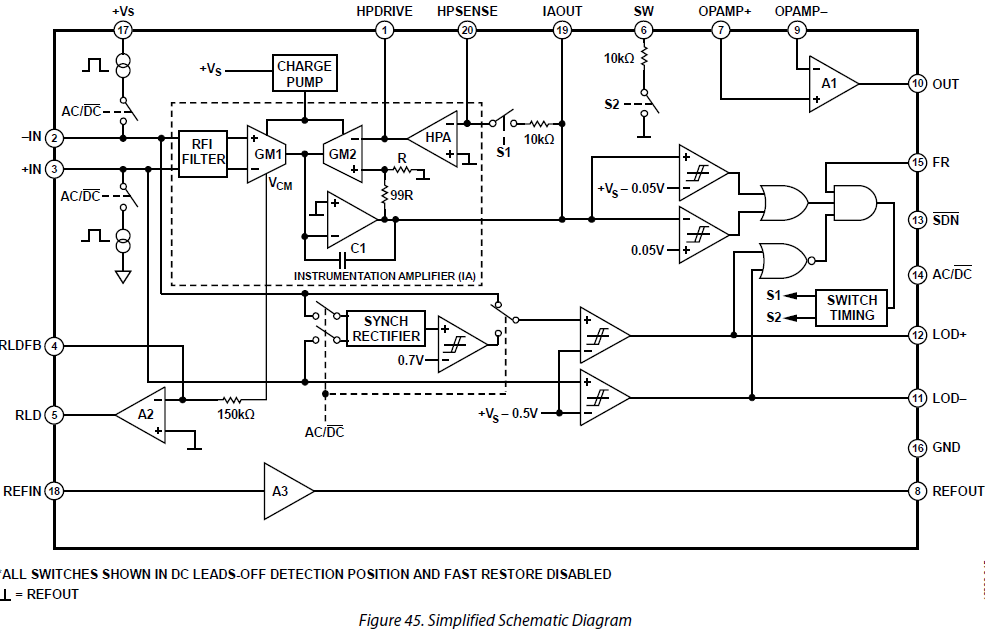 +Vs HPDRIVE HPSENSE IAOUT SW OPAMP+ OPAMP–
17 1 20 19 6 7 9
+VS CHARGE PUMP
10kΩ
A1
10 OUT
AC/D̅C̅
S2
–IN 2
RFI FILTER
GM1
GM2
HPA
S1
10kΩ
+IN 3
VCM
R
99R
+VS – 0.05V
15 FR
AC/D̅C̅
13 S̅D̅N̅
0.05V
C1
INSTRUMENTATION AMPLIFIER (IA)
14 AC/D̅C̅
S1
S2
SWITCH TIMING
SYNCH RECTIFIER
0.7V
12 LOD+
RLDFB 4
150kΩ
11 LOD–
RLD 5
A2
AC/D̅C̅
+VS – 0.5V
16 GND
REFIN 18
A3
8 REFOUT
*ALL SWITCHES SHOWN IN DC LEADS-OFF DETECTION POSITION AND FAST RESTORE DISABLED
= REFOUT
Figure 45. Simplified Schematic Diagram